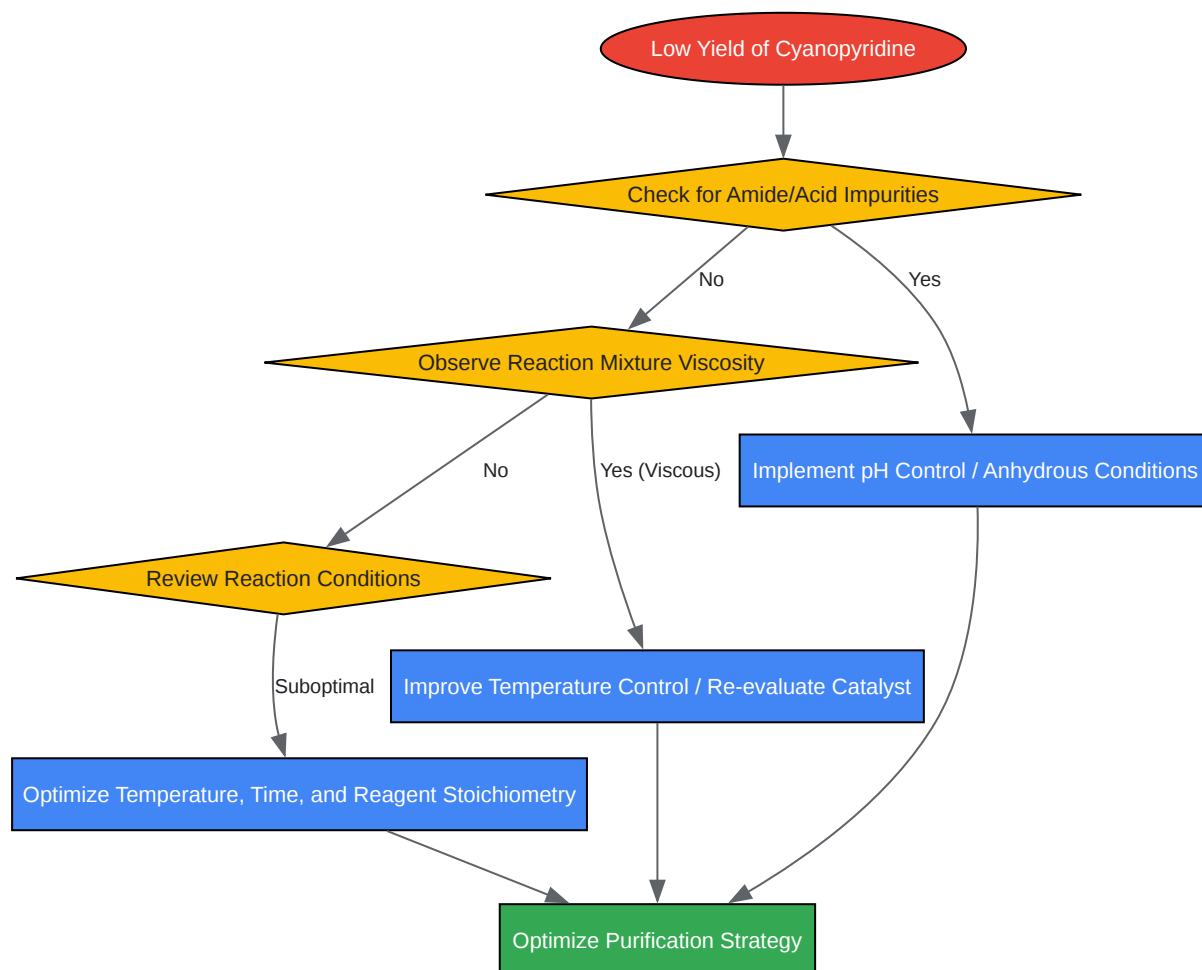 Low Yield of Cyanopyridine
Check for Amide/Acid Impurities
No
Yes
Observe Reaction Mixture Viscosity
No
Yes (Viscous)
Implement pH Control / Anhydrous Conditions
Review Reaction Conditions
Suboptimal
Improve Temperature Control / Re-evaluate Catalyst
Optimize Temperature, Time, and Reagent Stoichiometry
Optimize Purification Strategy